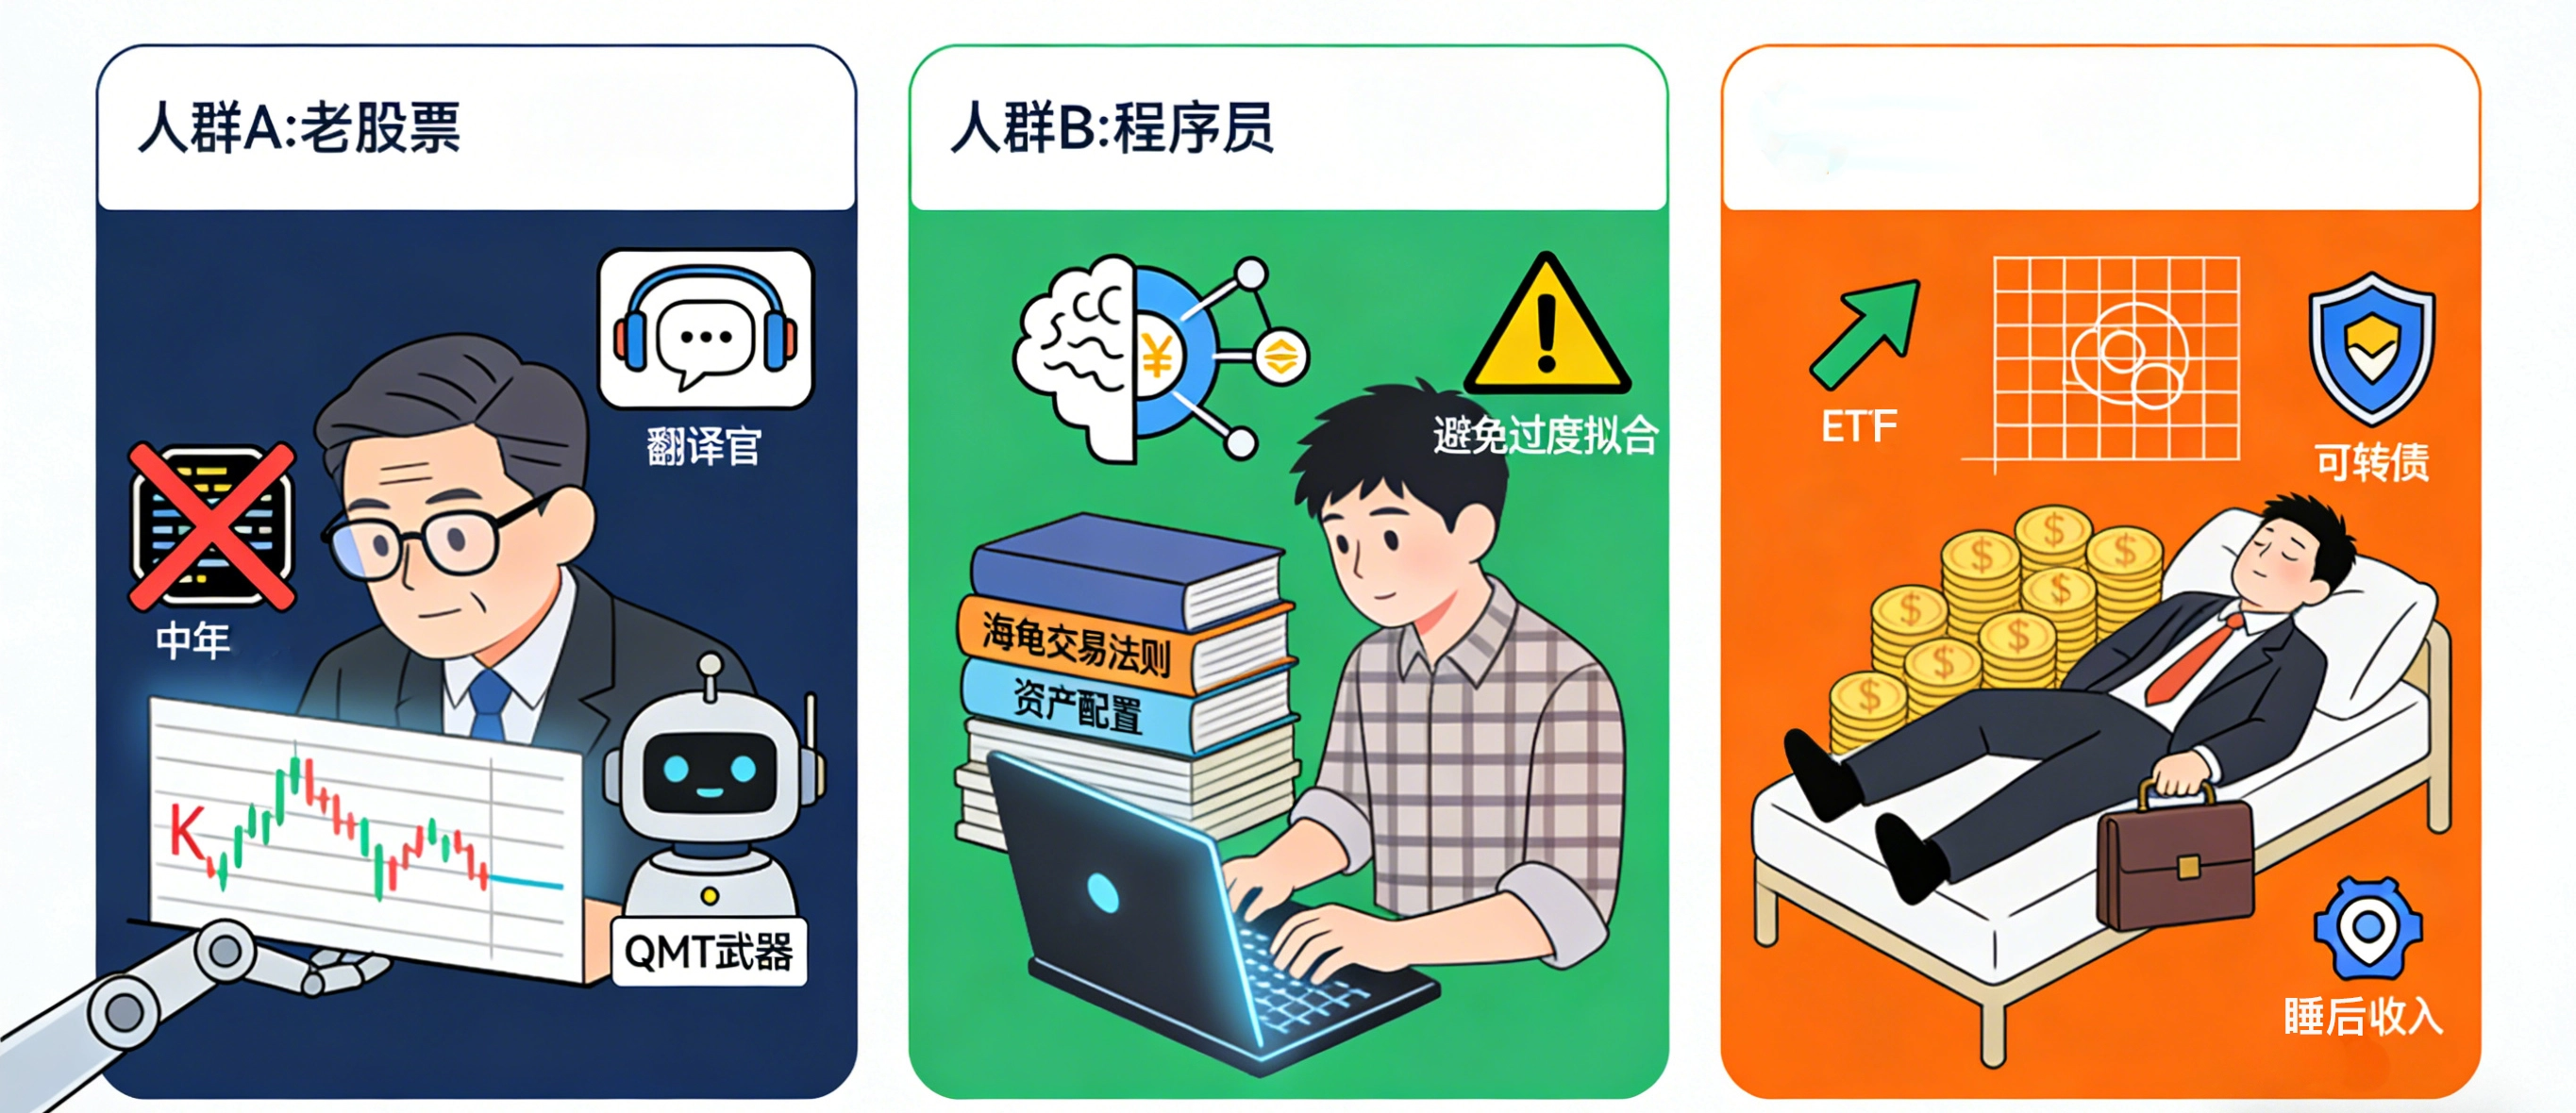 人群A:老股票
翻译官
中年
K
QMT武器
人群B:程序员
¥
避免过度拟合
海龟交易法则
资产配置
ETF
可转债
$
$
$
$
$
$
$
$
睡后收入